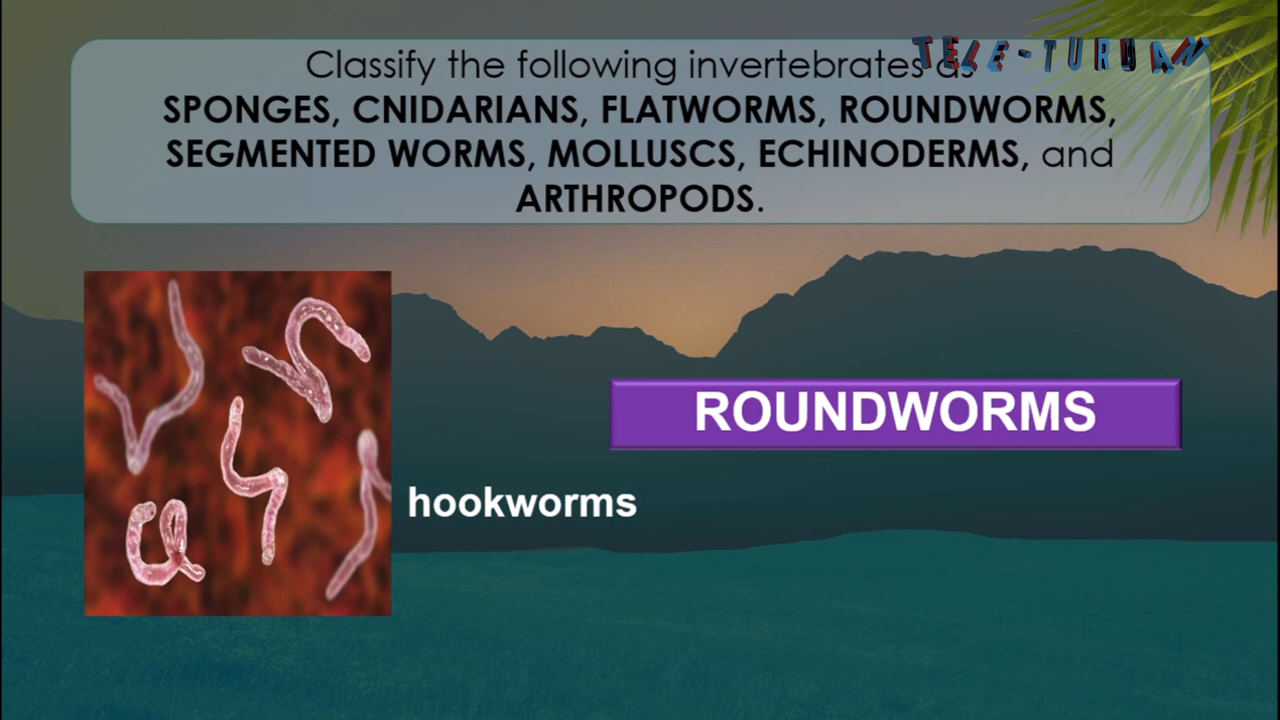 TELE-TURUAN
Classify the following invertebrates as
SPONGES, CNIDARIANS, FLATWORMS, ROUNDWORMS,
SEGMENTED WORMS, MOLLUSCS, ECHINODERMS, and
ARTHROPODS.
ROUNDWORMS
hookworms